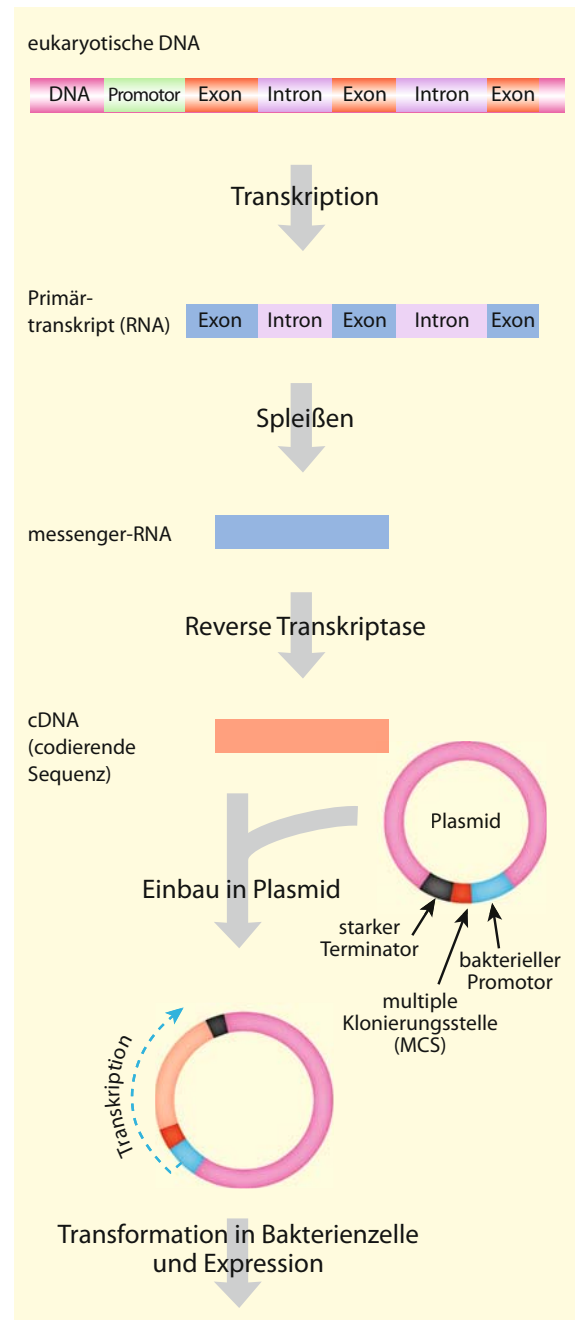 eukaryotische DNA
DNA Promotor Exon Intron Exon Intron Exon
Transkription
Primär-
transkript (RNA)
Exon Intron Exon Intron Exon
Spleißen
messenger-RNA
Reverse Transkriptase
cDNA
(codierende
Sequenz)
Plasmid
Einbau in Plasmid
starker
Terminator
bakterieller
Promotor
multiple
Klonierungsstelle
(MCS)
Transkription
Transformation in Bakterienzelle
und Expression